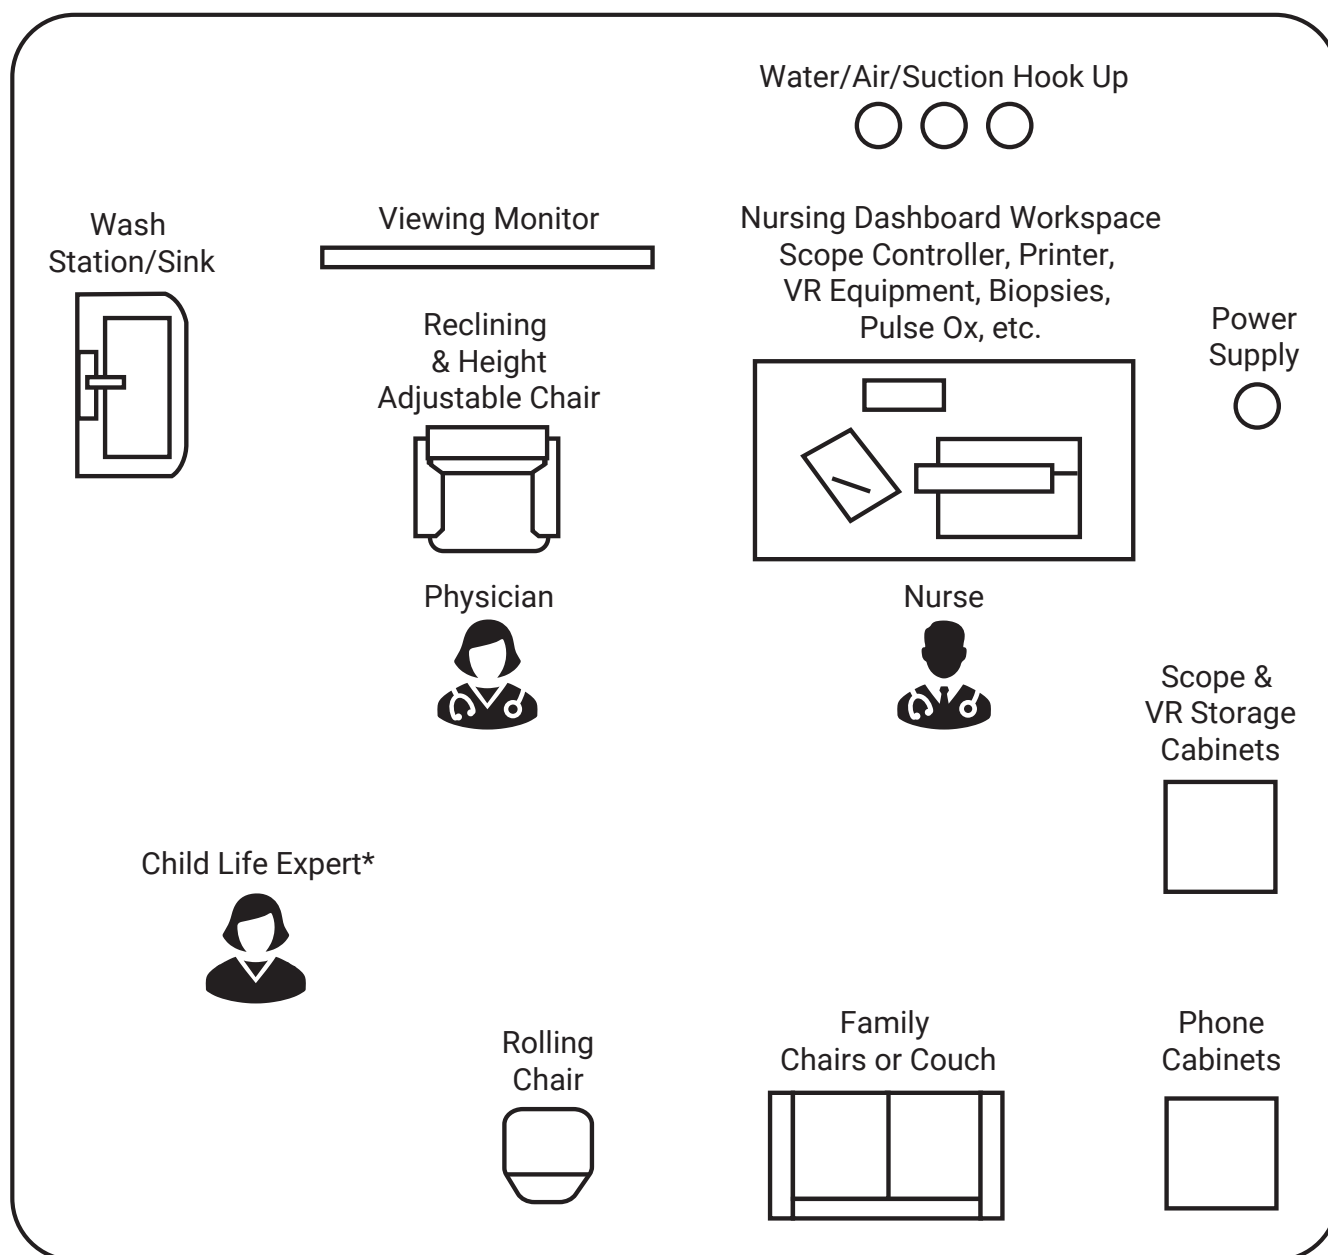 Water/Air/Suction Hook Up
Wash
Station/Sink
Viewing Monitor
Nursing Dashboard Workspace
Scope Controller, Printer,
VR Equipment, Biopsies,
Pulse Ox, etc.
Reclining
& Height
Adjustable Chair
Power
Supply
Physician
Nurse
Scope &
VR Storage
Cabinets
Child Life Expert*
Rolling
Chair
Family
Chairs or Couch
Phone
Cabinets